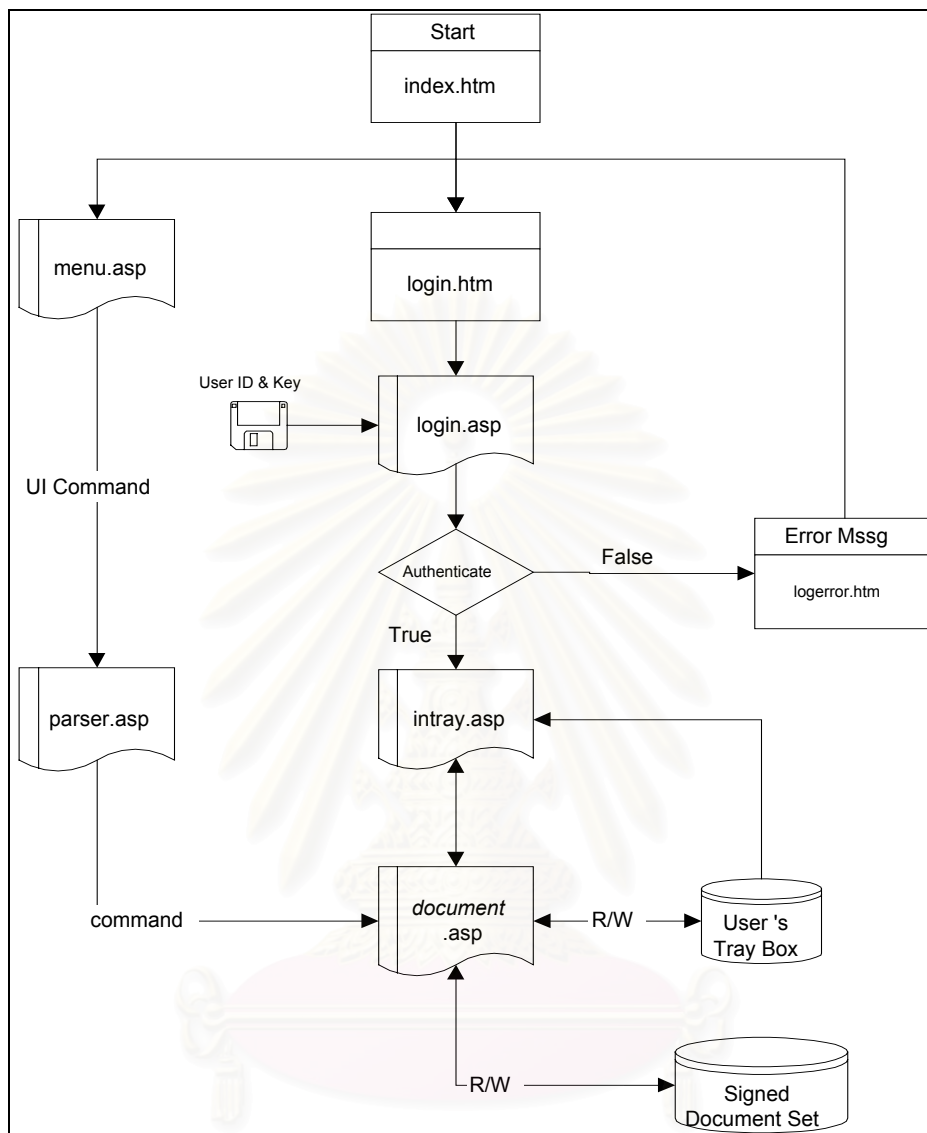 Start
index.htm
menu.asp
login.htm
User ID & Key
login.asp
UI Command
Authenticate
False
Error Mssg
logerror.htm
True
parser.asp
intray.asp
command
document
.asp
R/W
User 's
Tray Box
R/W
Signed
Document Set